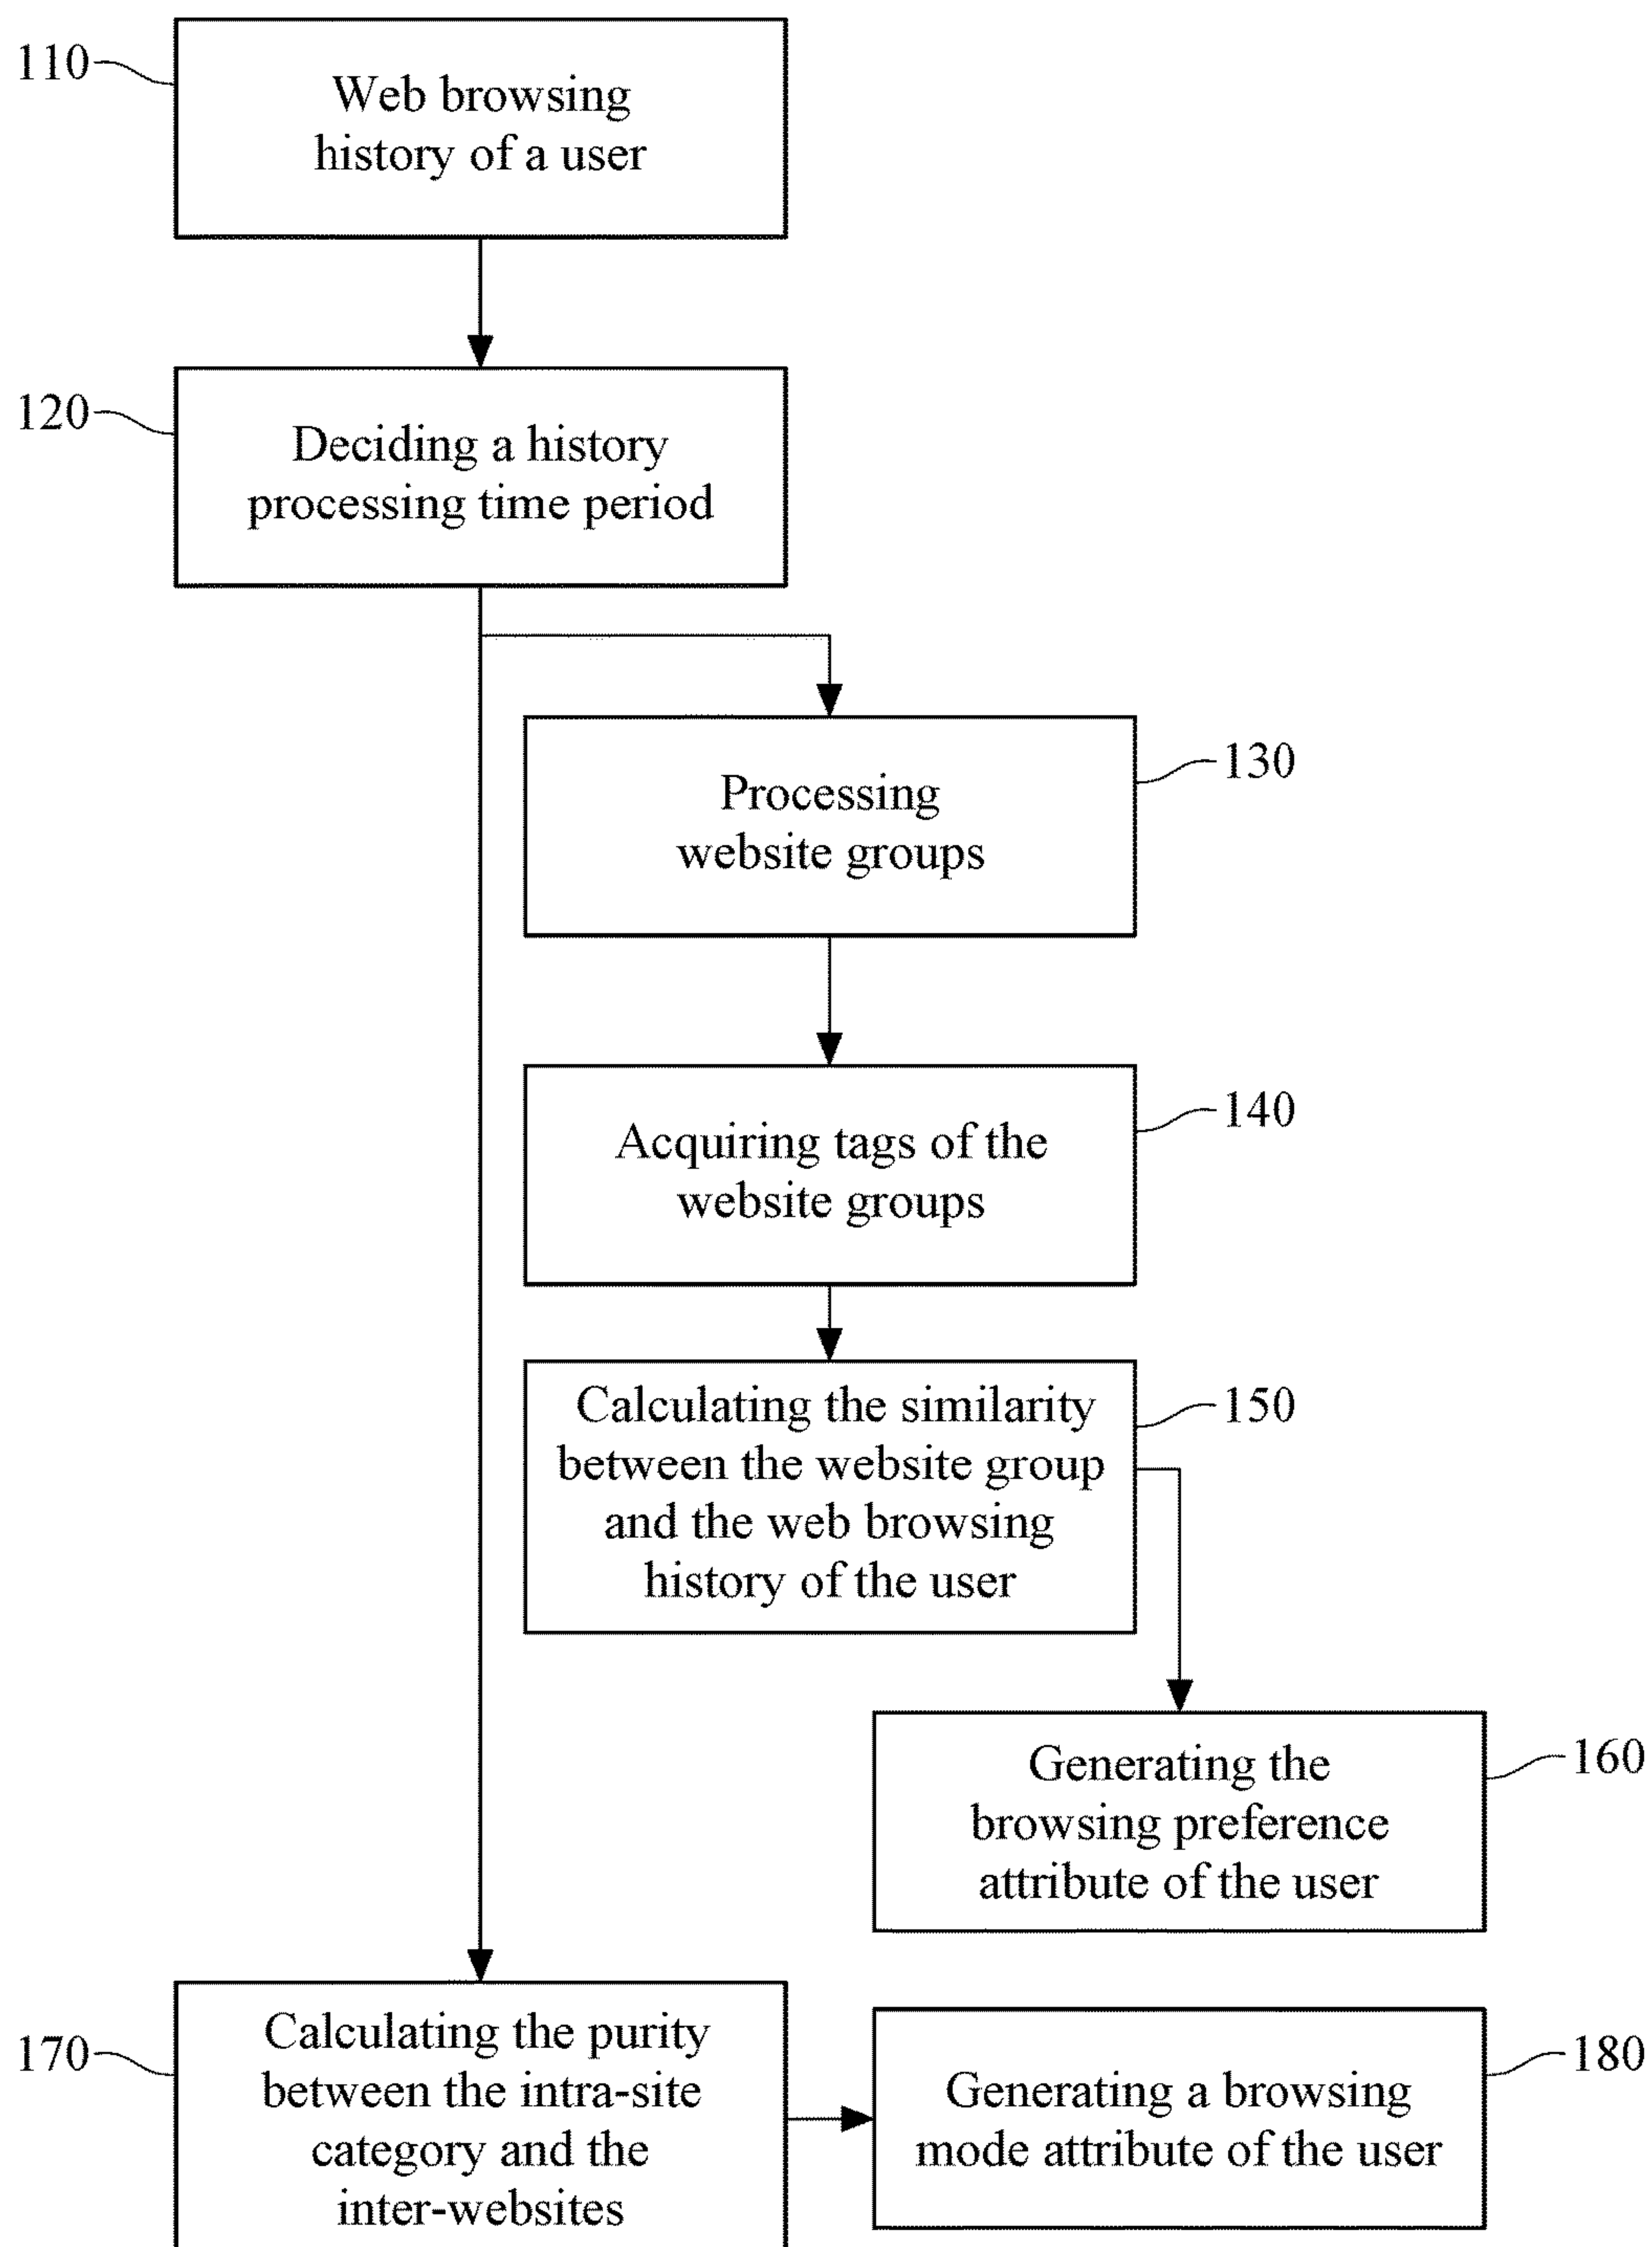 110
Web browsing
history of a user
120
Deciding a history
processing time period
130
Processing
website groups
140
Acquiring tags of the
website groups
150
Calculating the similarity
between the website group
and the web browsing
history of the user
160
Generating the
browsing preference
attribute of the user
170
Calculating the purity
between the intra-site
category and the
inter-websites
180
Generating a browsing
mode attribute of the user